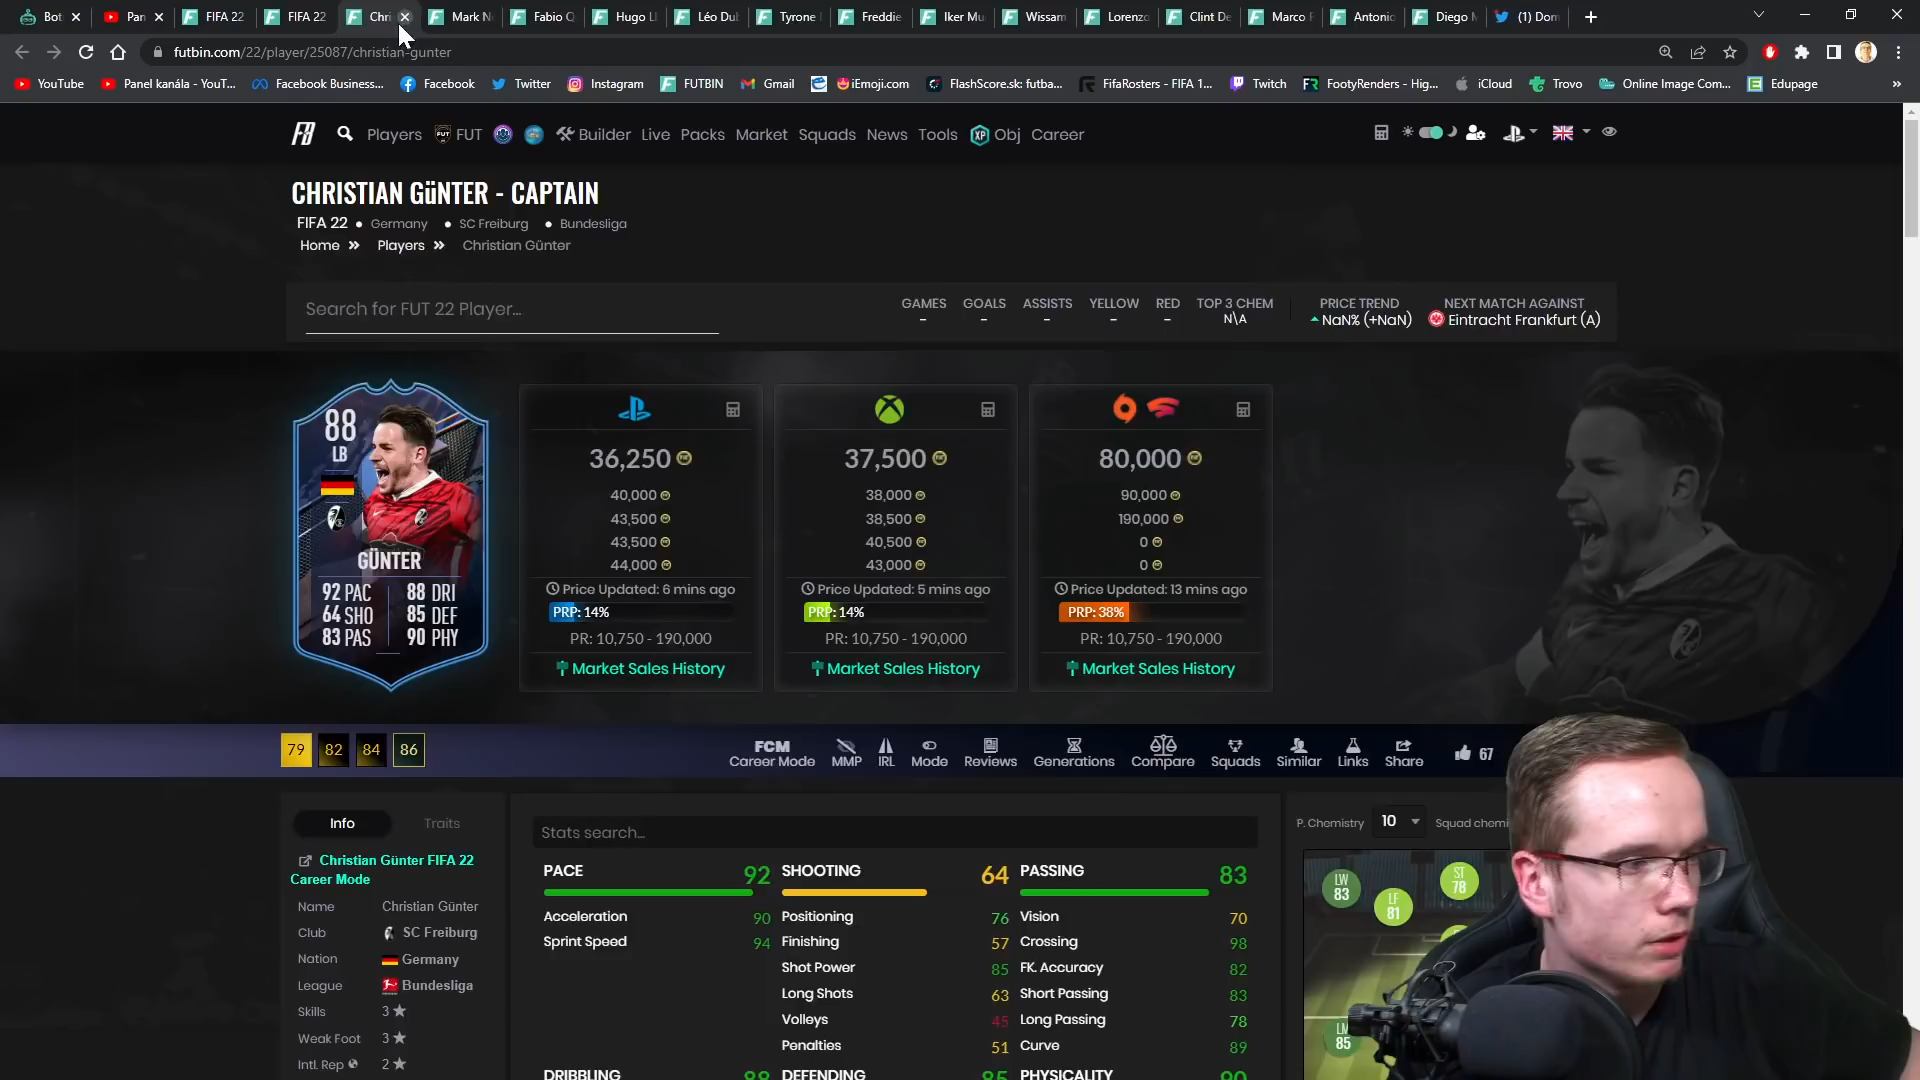 Bot
Pan
FIFA 22
FIFA 22
Chri
Mark N
Fabio Q
Hugo Ll
Léo Dub
Tyrone
Freddie
Iker Mu
Wissam
Lorenzo
Clint De
Marco R
Antonio
Diego M
(1) Dom
futbin.com/22/player/25087/christian-gunter
YouTube
Panel kanála - YouT...
Facebook Business...
Facebook
Twitter
Instagram
FUTBIN
Gmail
iEmoji.com
FlashScore.sk: futba...
FifaRosters - FIFA 1...
Twitch
FootyRenders - Hig...
iCloud
Trovo
Online Image Com...
Edupage
Players
FUT
Builder
Live
Packs
Market
Squads
News
Tools
Obj
Career
CHRISTIAN GüNTER - CAPTAIN
FIFA 22 • Germany • SC Freiburg • Bundesliga
Home » Players » Christian Günter
Search for FUT 22 Player...
GAMES
-
GOALS
-
ASSISTS
-
YELLOW
-
RED
-
TOP 3 CHEM
N\A
PRICE TREND
NaN% (+NaN)
NEXT MATCH AGAINST
Eintracht Frankfurt (A)
88
LB
GÜNTER
92 PAC 88 DRI
64 SHO 85 DEF
83 PAS 90 PHY
36,250
40,000
43,500
43,500
44,000
Price Updated: 6 mins ago
PRP: 14%
PR: 10,750 - 190,000
Market Sales History
37,500
38,000
38,500
40,500
43,000
Price Updated: 5 mins ago
PRP: 14%
PR: 10,750 - 190,000
Market Sales History
80,000
90,000
190,000
0
0
Price Updated: 13 mins ago
PRP: 38%
PR: 10,750 - 190,000
Market Sales History
79 82 84 86
FCM
Career Mode
MMP
IRL
Mode
Reviews
Generations
Compare
Squads
Similar
Links
Share
67
Info
Traits
Christian Günter FIFA 22
Career Mode
Name Christian Günter
Club SC Freiburg
Nation Germany
League Bundesliga
Skills 3
Weak Foot 3
Intl. Rep 2
Stats search...
PACE 92
Acceleration 90
Sprint Speed 94
SHOOTING 64
Positioning 76
Finishing 57
Shot Power 85
Long Shots 63
Volleys 45
Penalties 51
PASSING 83
Vision 70
Crossing 98
FK. Accuracy 82
Short Passing 83
Long Passing 78
Curve 89
DRIBBLING 88
DEFENDING 85
PHYSICALITY 90
P. Chemistry 10
Squad chemi
LW
83
LF
81
ST
78
LM
85